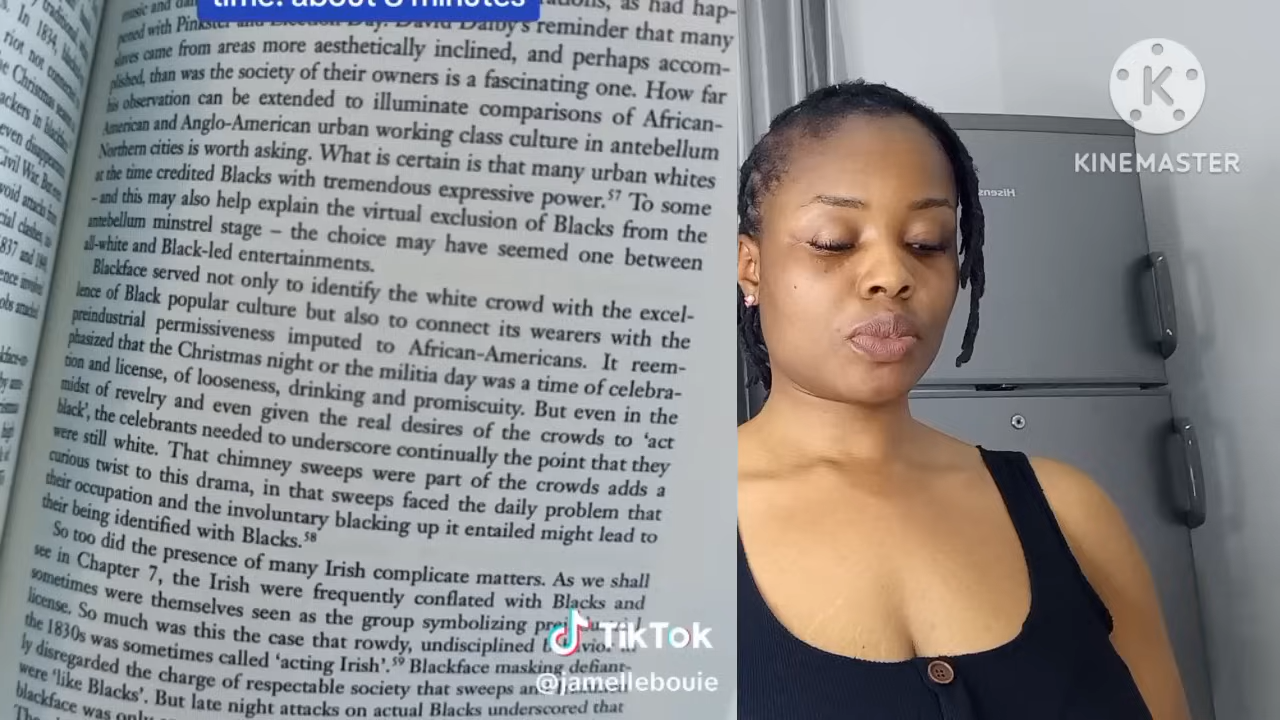 time: about 8 minutes
music and
as had hap-
pened with Pinkster and Election Day. David Dalby's reminder that many
slaves came from areas more aesthetically inclined, and perhaps accom-
plished, than was the society of their owners is a fascinating one. How far
his observation can be extended to illuminate comparisons of African-
American and Anglo-American urban working class culture in antebellum
Northern cities is worth asking. What is certain is that many urban whites
at the time credited Blacks with tremendous expressive power.57 To some
– and this may also help explain the virtual exclusion of Blacks from the
antebellum minstrel stage – the choice may have seemed one between
all-white and Black-led entertainments.
Blackface served not only to identify the white crowd with the excel-
lence of Black popular culture but also to connect its wearers with the
preindustrial permissiveness imputed to African-Americans. It reem-
phasized that the Christmas night or the militia day was a time of celebra-
tion and license, of looseness, drinking and promiscuity. But even in the
midst of revelry and even given the real desires of the crowds to ‘act
black’, the celebrants needed to underscore continually the point that they
were still white. That chimney sweeps were part of the crowds adds a
curious twist to this drama, in that sweeps faced the daily problem that
their occupation and the involuntary blacking up it entailed might lead to
their being identified with Blacks.58
So too did the presence of many Irish complicate matters. As we shall
see in Chapter 7, the Irish were frequently conflated with Blacks and
sometimes were themselves seen as the group symbolizing
license. So much was this the case that rowdy, undisciplined
the 1830s was sometimes called ‘acting Irish’.59 Blackface masking defiant-
ly disregarded the charge of respectable society that sweeps
were ‘like Blacks’. But late night attacks on actual Blacks underscored that
blackface was only
TikTok
@jamellebouie
Hisense
K
KINEMASTER